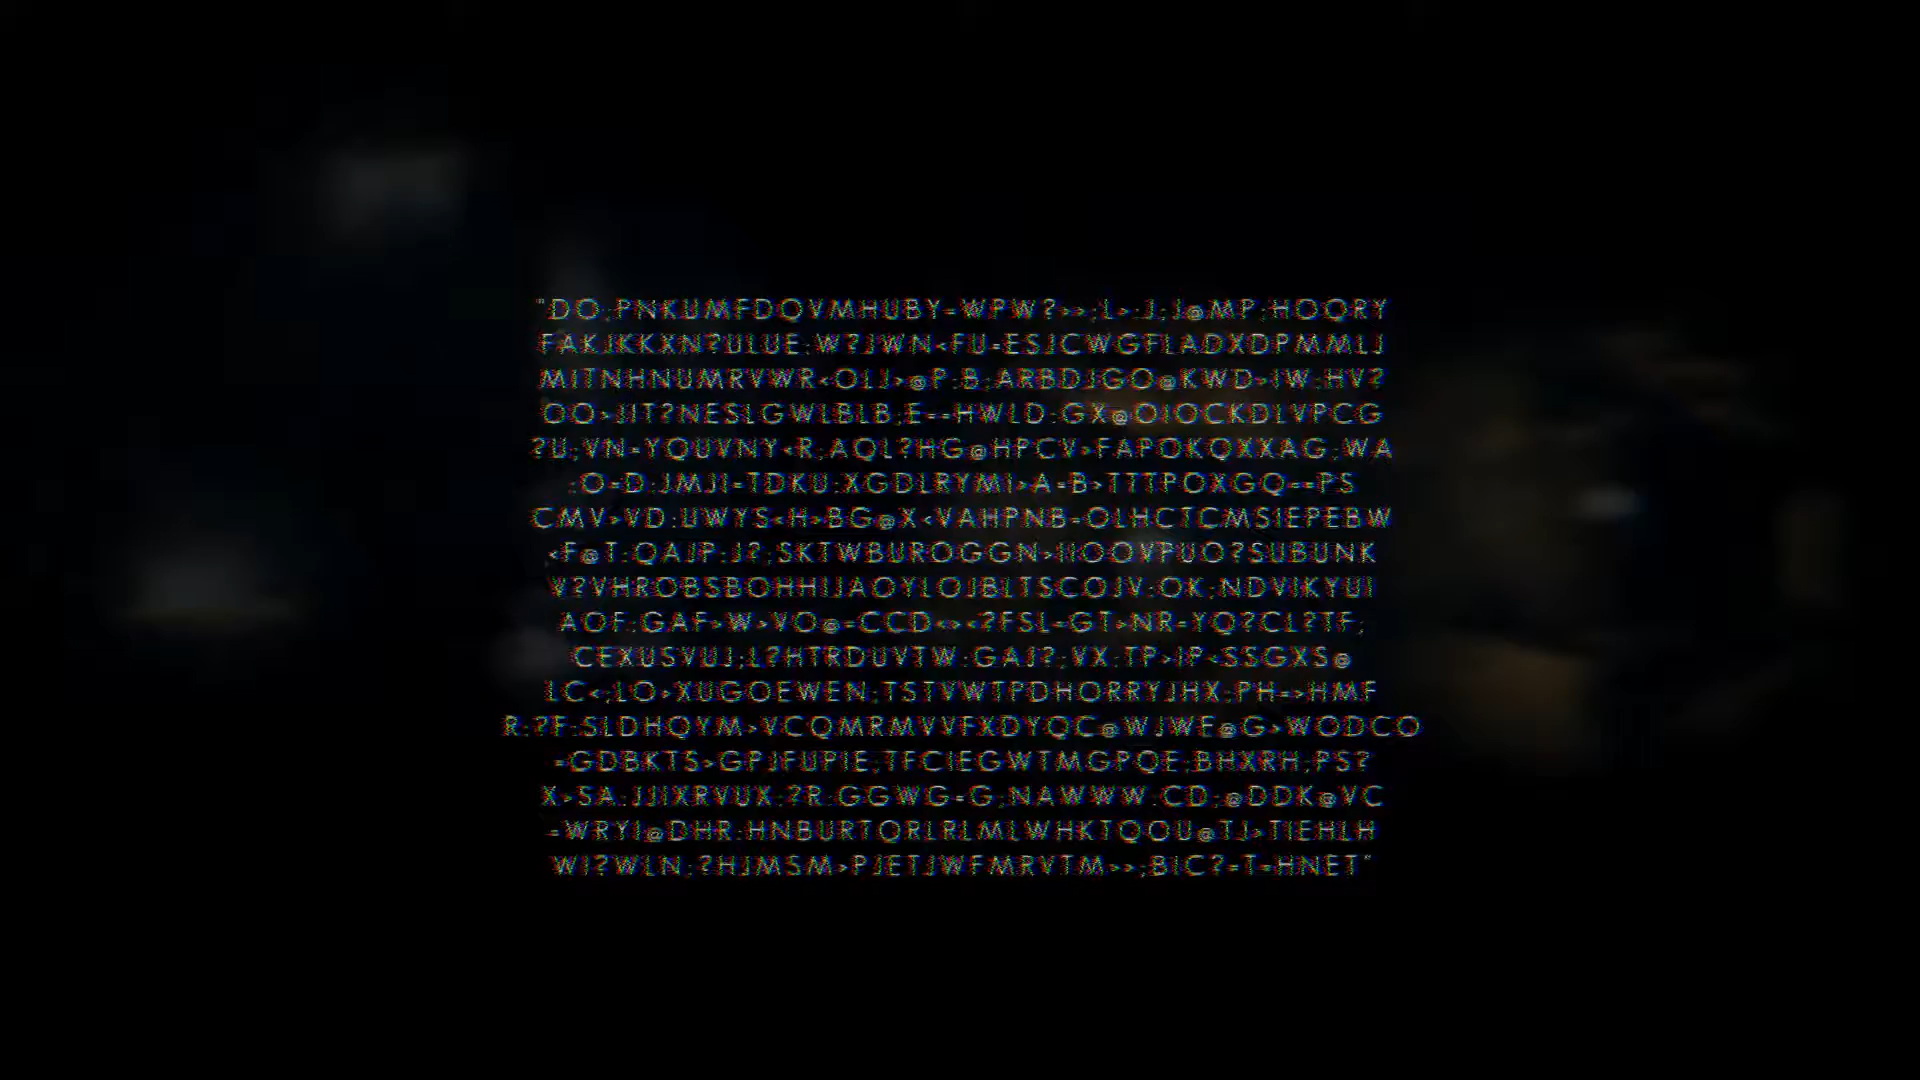 "DO;PNKUMFDQVMHUBY=WPW?>>;L>:J;J@MP;HOQRY
FAKJKKXN?ULUE:W?JWN<FU=ESJCWGFLADXDPMMLJ
MITNHNUMRVWR<OLJ>@P:B;ARBDJGO@KWD>IW:HV?
OO>JIT?NESLGWLBLB;E==HWLD:GX@OIOCKDLVPCG
?U;VN=YQUVNY<R;AQL?HG@HPCV>FAPOKQXXAG;WA
:O=D:JMJI=TDKU:XGDLRYMI>A=B>TTTPOXGQ==PS
CMV>VD:UWYS<H>BG@X<VAHPNB=OLHCTCMSIEPEBW
<F@T:QAJP:J?;SKTWBUROGGN>IIOOVPUO?SUBUNK
V?VHROBSBOHHIJAOYLOJBLTSCOJV:OK;NDVIKYUI
AOF:GAF>W>VO@=CCD<><?FSL=GT>NR=YQ?CL?TF;
CEXUSVUJ;L?HTRDUVTW:GAJ?;VX:TP>IP<SSGXS@
LC<;LO>XUGOEWEN;TSTVWTPDHORRYJHX:PH=>HMF
R:?F:SLDHQYM>VCQMRMVVFXDYQC@WJWE@G>WODCO
=GDBKTS>GPJFUPIE;TFCIEGWTMGPQE;BHXRH;PS?
X>SA:JJIXRVUX:?R:GGWG=G;NAWWW:CD;@DDK@VC
=WRYI@DHR:HNBURTQRLRLMLWHKTQOU@TJ>TIEHLH
WI?WLN:?HJMSM>PJETJWFMRVTM>>;BIC?=T=HNET"